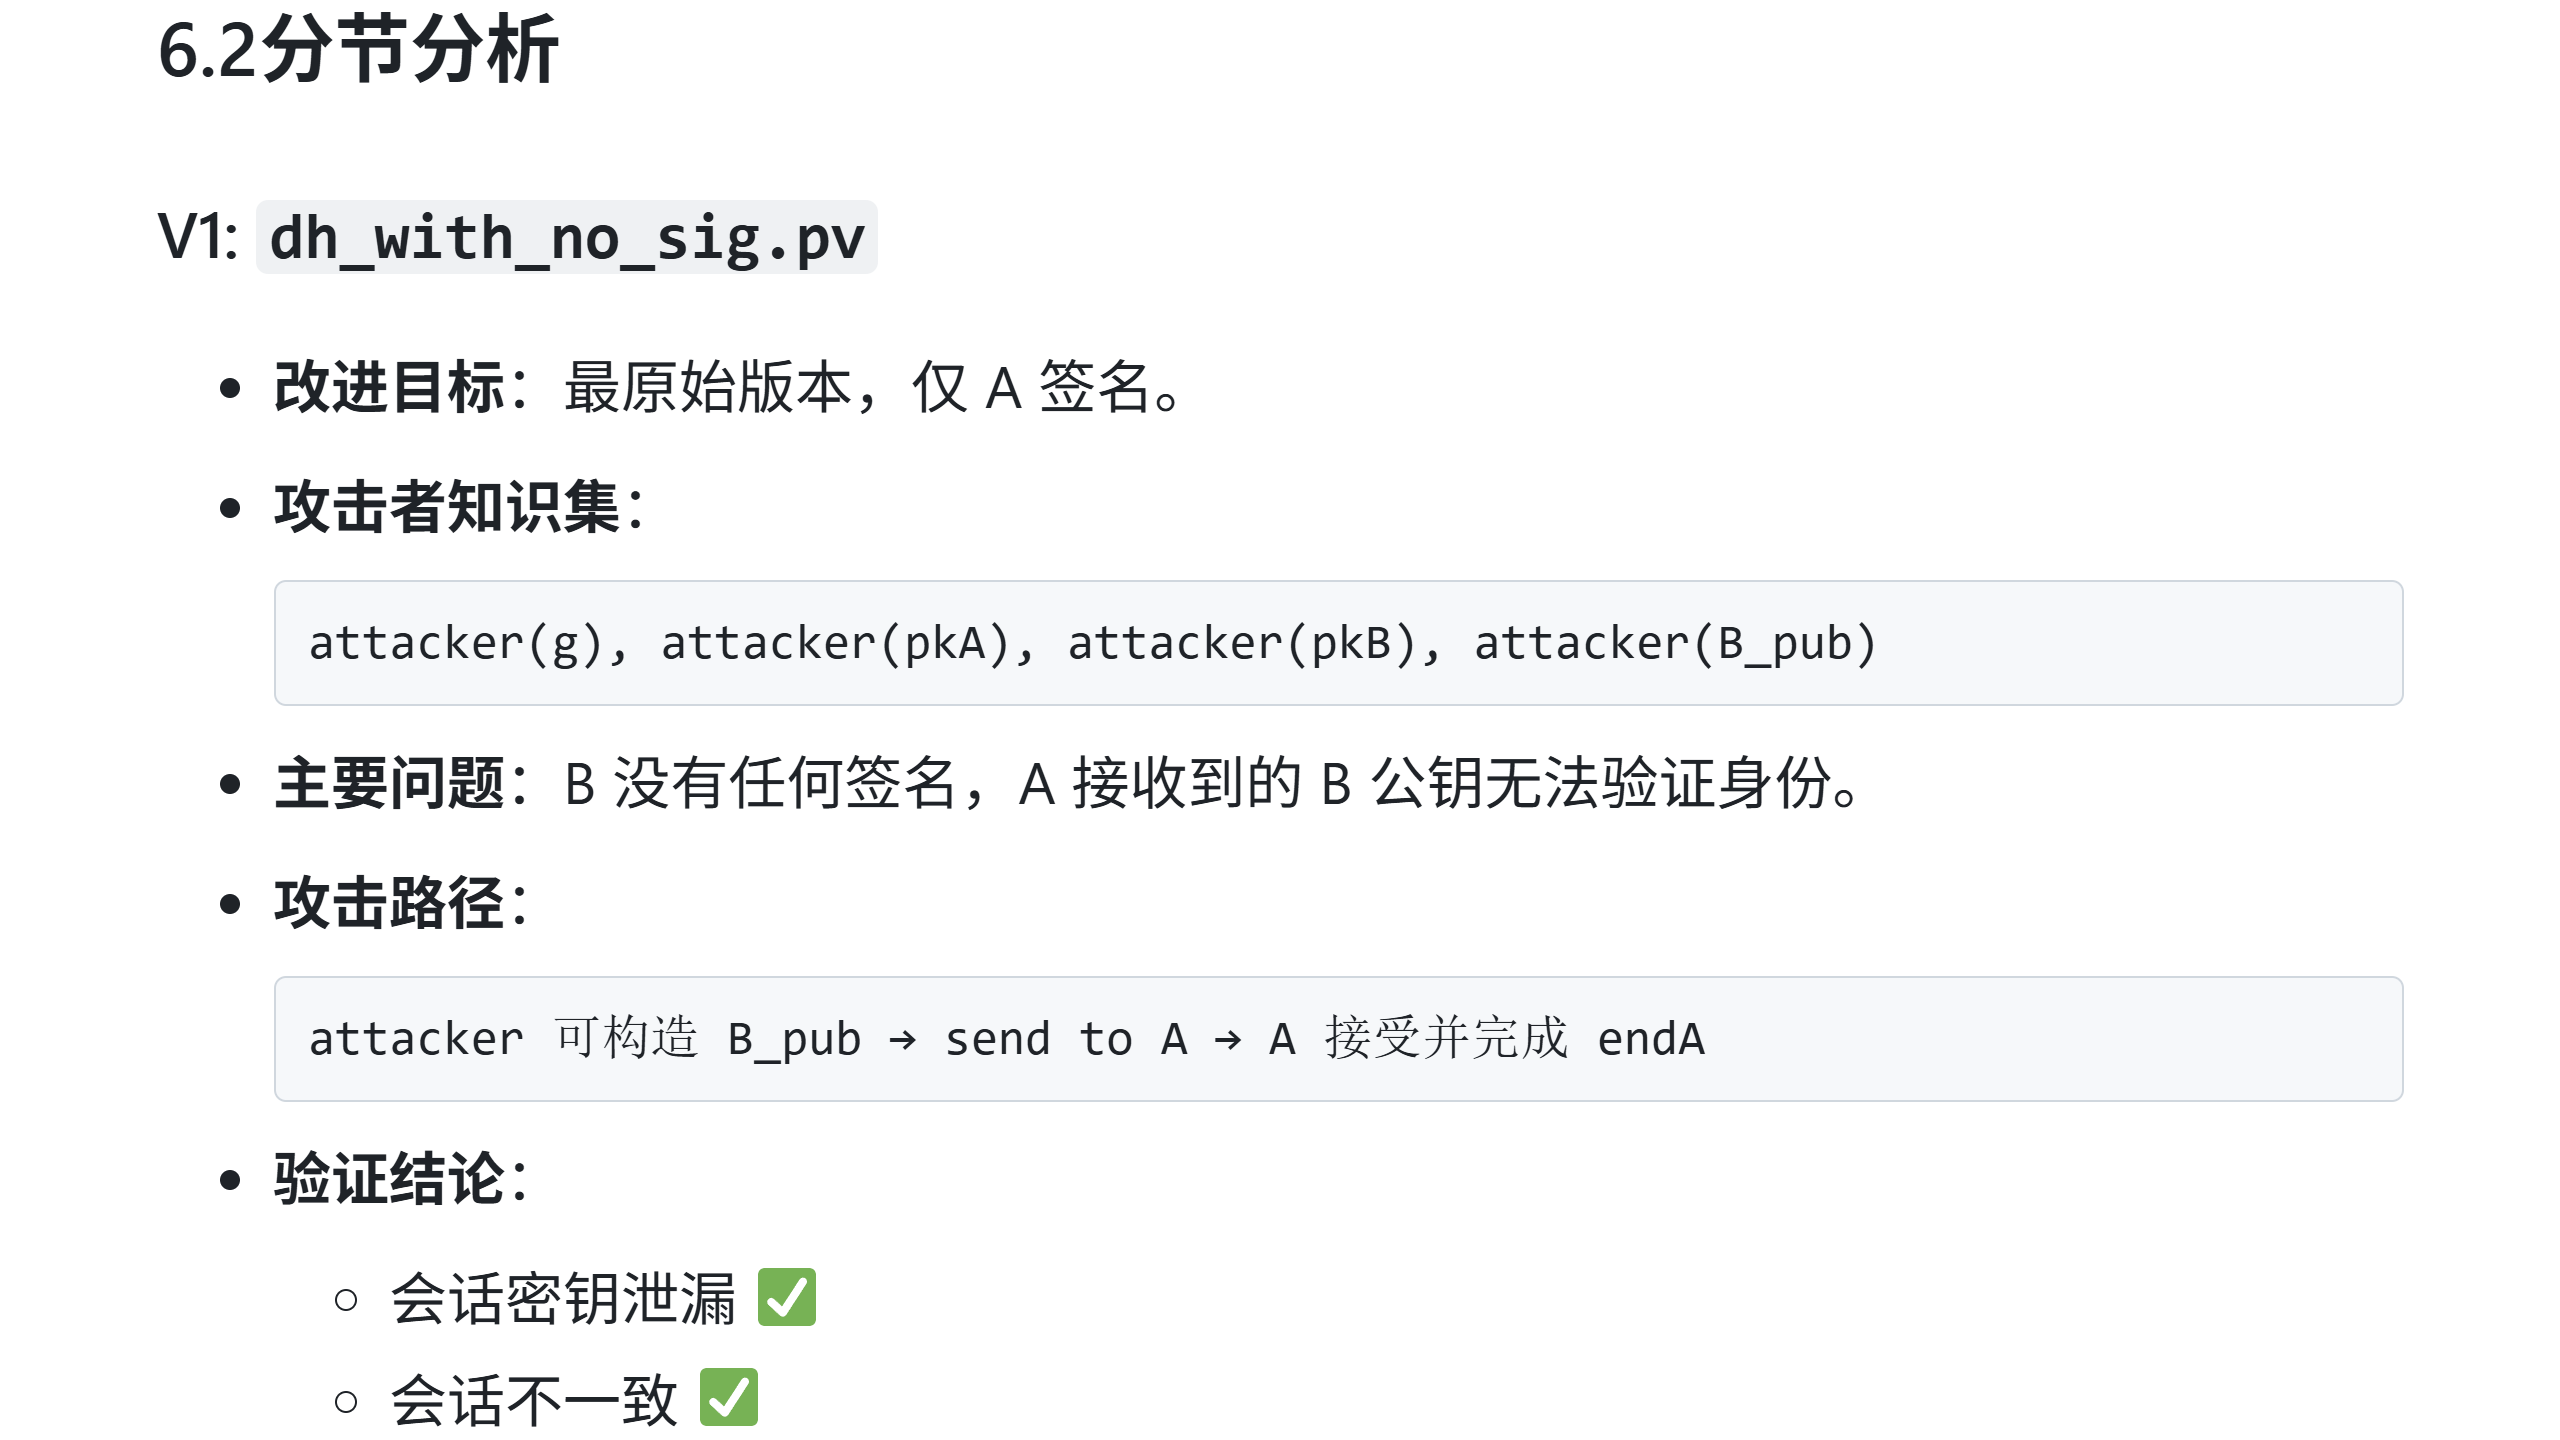 6.2分节分析
V1: dh_with_no_sig.pv
改进目标：最原始版本，仅 A 签名。
攻击者知识集：
attacker(g), attacker(pkA), attacker(pkB), attacker(B_pub)
主要问题：B 没有任何签名，A 接收到的 B 公钥无法验证身份。
攻击路径：
attacker 可构造 B_pub → send to A → A 接受并完成 endA
验证结论：
会话密钥泄漏 ✅
会话不一致 ✅